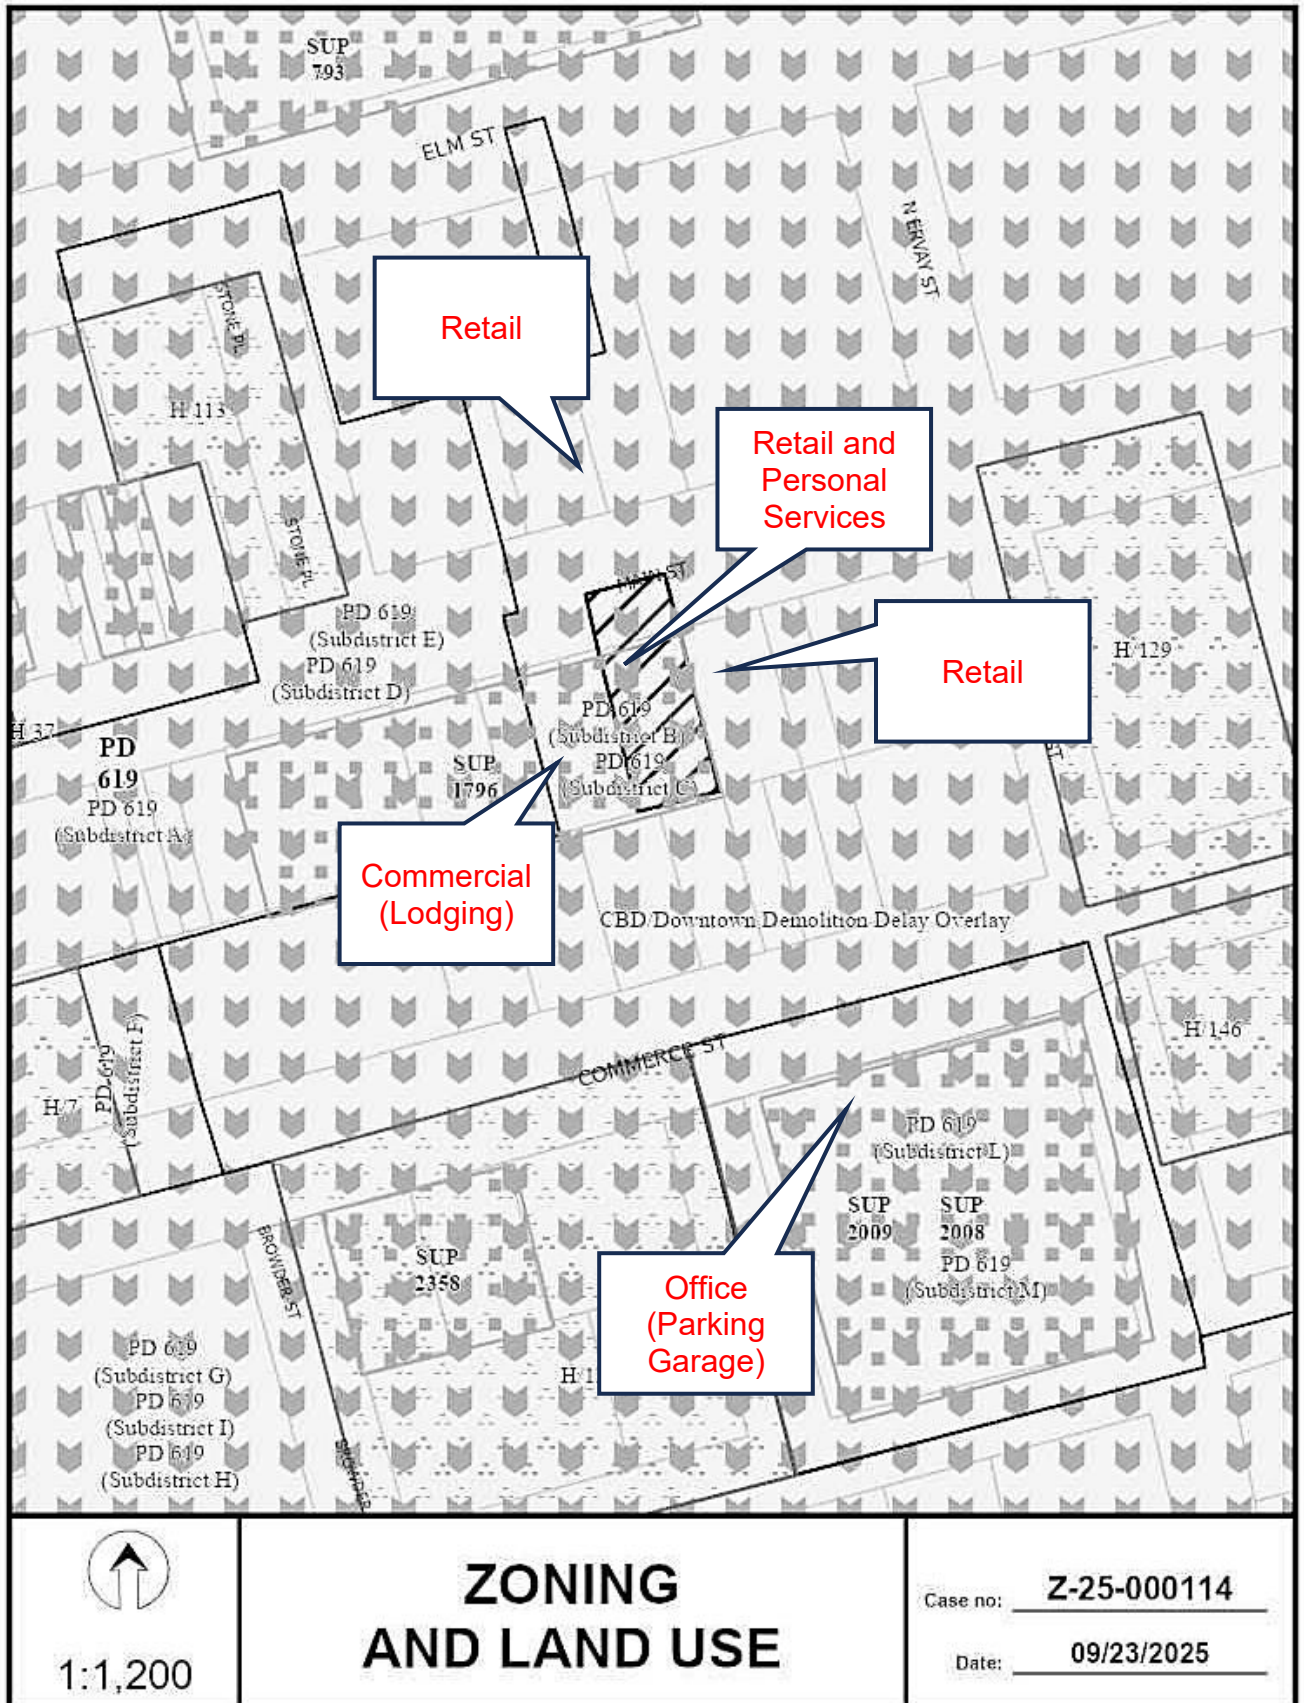 SUP
793
ELM ST
N ERVAY ST
Retail
STONE PL
H/113
Retail and
Personal
Services
STONE PL
MAIN ST
PD 619
(Subdistrict E)
PD 619
(Subdistrict D)
Retail
H/129
H/37
PD
619
PD 619
(Subdistrict A)
SUP
1796
PD 619
(Subdistrict B)
PD 619
(Subdistrict C)
ST
Commercial
(Lodging)
CBD/Downtown Demolition Delay Overlay
H/146
COMMERCE ST
H/7
PD 619
(Subdistrict F)
PD 619
(Subdistrict L)
SUP
2009
SUP
2008
PD 619
(Subdistrict M)
BROWDER ST
SUP
2358
Office
(Parking
Garage)
PD 619
(Subdistrict G)
PD 619
(Subdistrict I)
PD 619
(Subdistrict H)
BROWDER
1:1,200
ZONING
AND LAND USE
Case no: Z-25-000114
Date: 09/23/2025